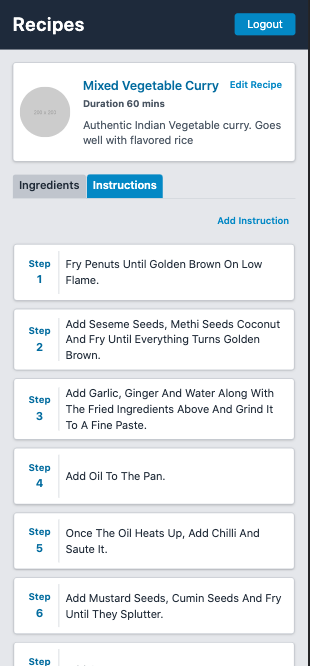 Recipes
Logout
Mixed Vegetable Curry
Edit Recipe
Duration 60 mins
Authentic Indian Vegetable curry. Goes
well with flavored rice
Ingredients
Instructions
Add Instruction
Step
1
Fry Penuts Until Golden Brown On Low
Flame.
Step
2
Add Seseme Seeds, Methi Seeds Coconut
And Fry Until Everything Turns Golden
Brown.
Step
3
Add Garlic, Ginger And Water Along With
The Fried Ingredients Above And Grind It
To A Fine Paste.
Step
4
Add Oil To The Pan.
Step
5
Once The Oil Heats Up, Add Chilli And
Saute It.
Step
6
Add Mustard Seeds, Cumin Seeds And Fry
Until They Splutter.
Step